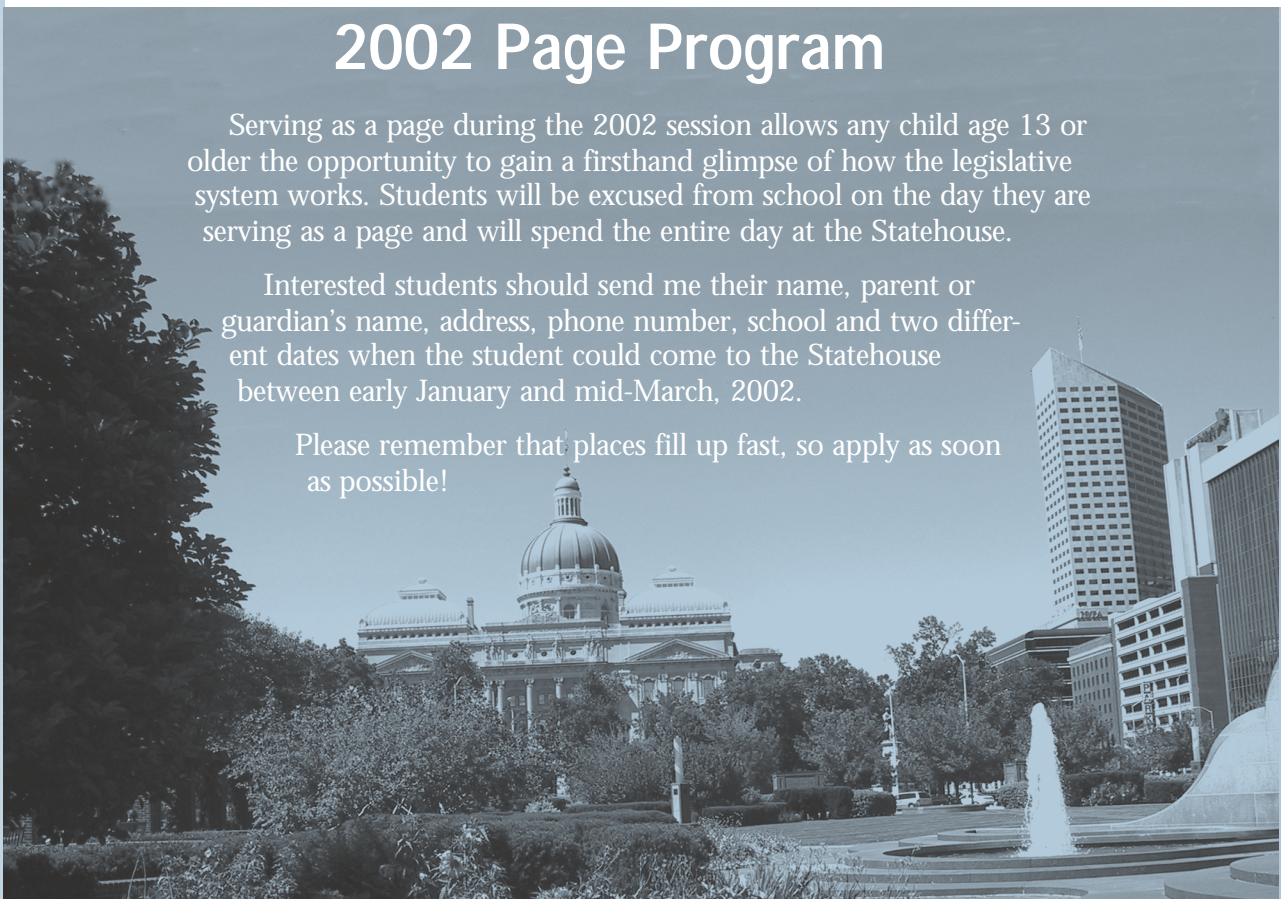 2002 Page Program
Serving as a page during the 2002 session allows any child age 13 or
older the opportunity to gain a firsthand glimpse of how the legislative
system works. Students will be excused from school on the day they are
serving as a page and will spend the entire day at the Statehouse.
Interested students should send me their name, parent or
guardian's name, address, phone number, school and two differ-
ent dates when the student could come to the Statehouse
between early January and mid-March, 2002.
Please remember that places fill up fast, so apply as soon
as possible!